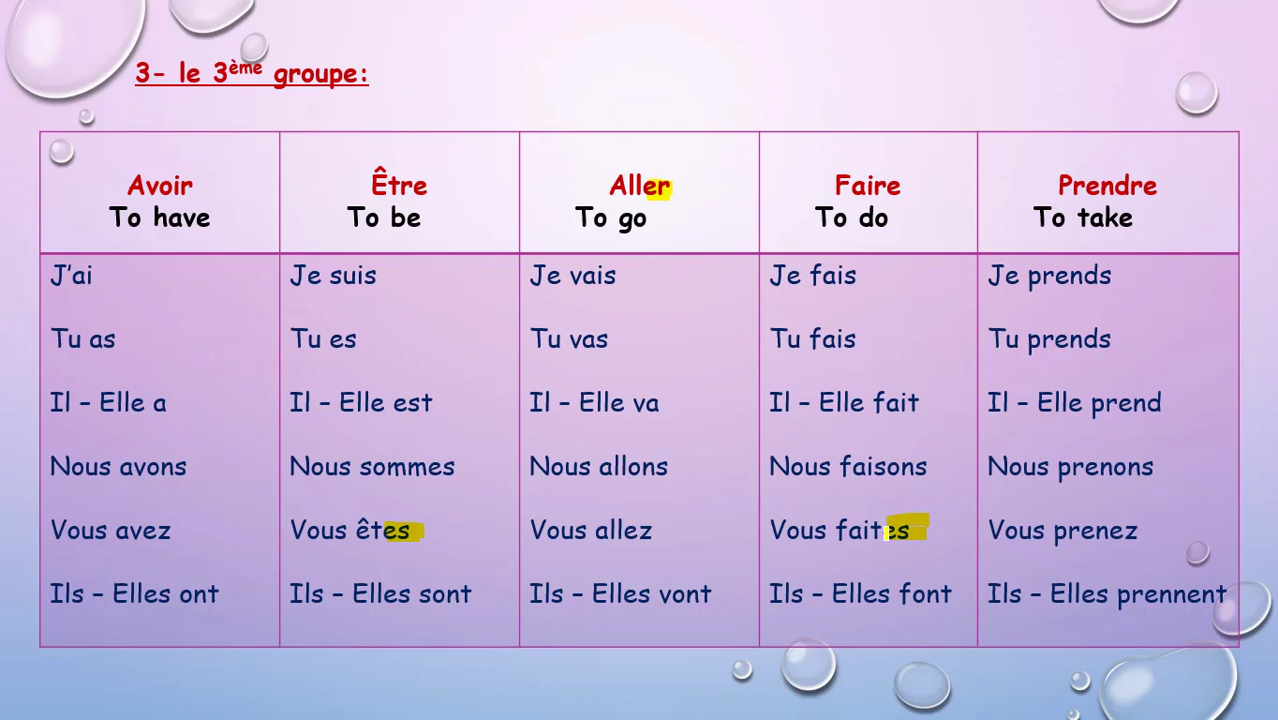 3- le 3ème groupe:
Avoir
To have
Être
To be
Aller
To go
Faire
To do
Prendre
To take
J’ai
Je suis
Je vais
Je fais
Je prends
Tu as
Tu es
Tu vas
Tu fais
Tu prends
Il – Elle a
Il – Elle est
Il – Elle va
Il – Elle fait
Il – Elle prend
Nous avons
Nous sommes
Nous allons
Nous faisons
Nous prenons
Vous avez
Vous êtes
Vous allez
Vous faites
Vous prenez
Ils – Elles ont
Ils – Elles sont
Ils – Elles vont
Ils – Elles font
Ils – Elles prennent